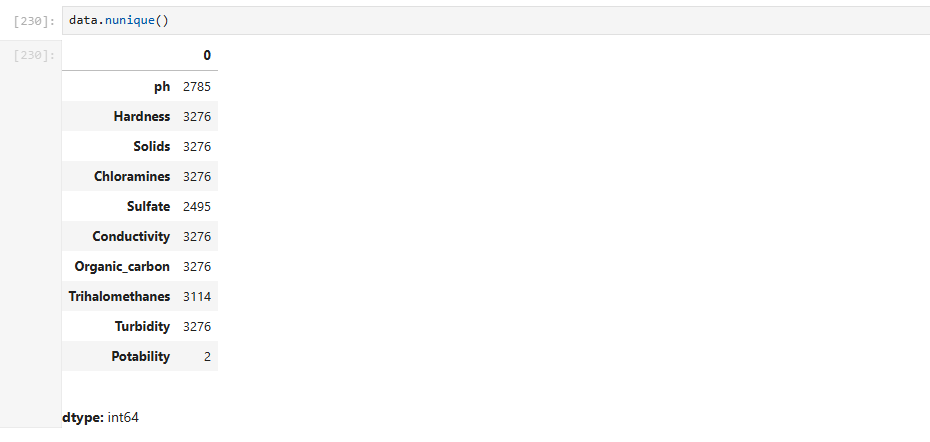 [230]: data.nunique()
[230]:
0
ph 2785
Hardness 3276
Solids 3276
Chloramines 3276
Sulfate 2495
Conductivity 3276
Organic_carbon 3276
Trihalomethanes 3114
Turbidity 3276
Potability 2
dtype: int64